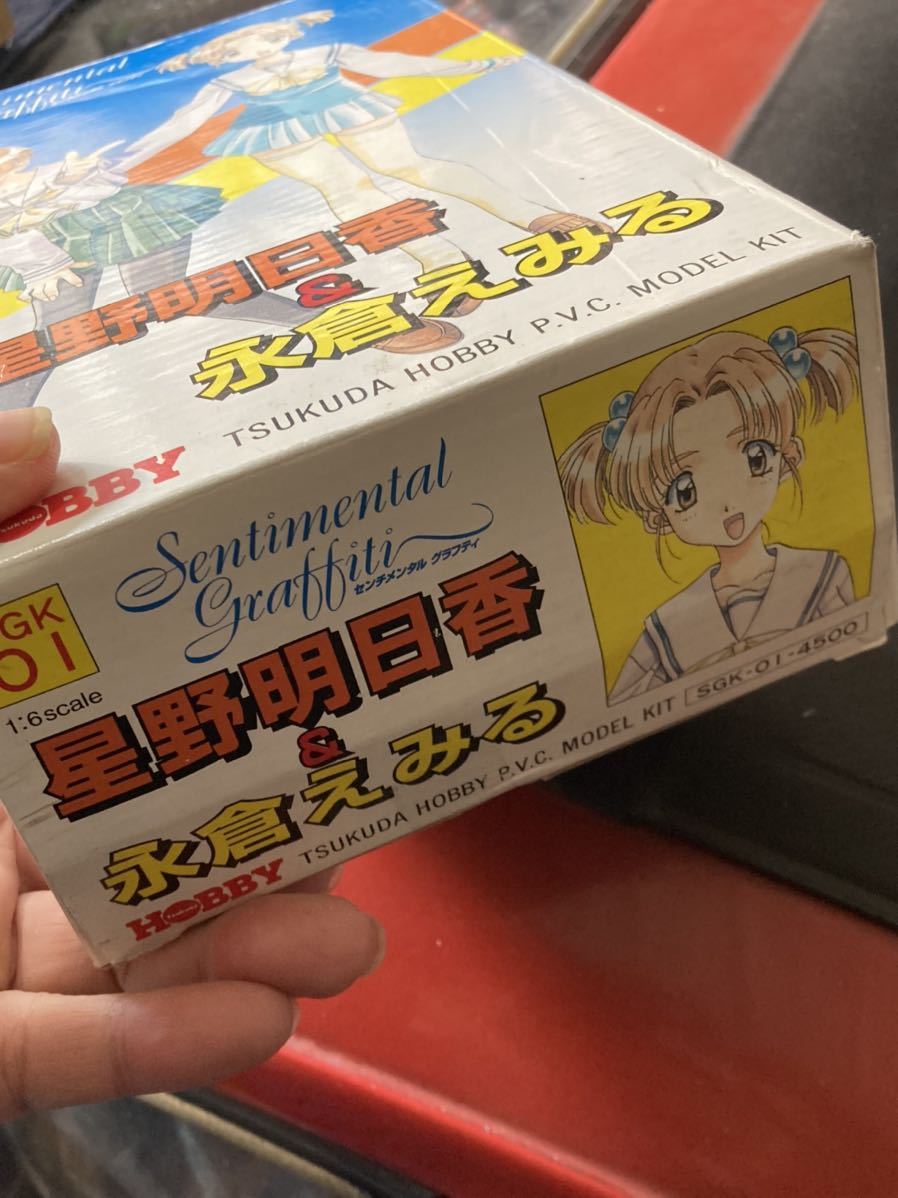 星野明日香
&
永倉えみる
HOBBY
TSUKUDA HOBBY P.V.C. MODEL KIT
Sentimental
Graffiti
センチメンタル グラフティ
GK
01
1:6scale
星野明日香
&
永倉えみる
HOBBY
TSUKUDA HOBBY P.V.C. MODEL KIT
SGK-01-4500